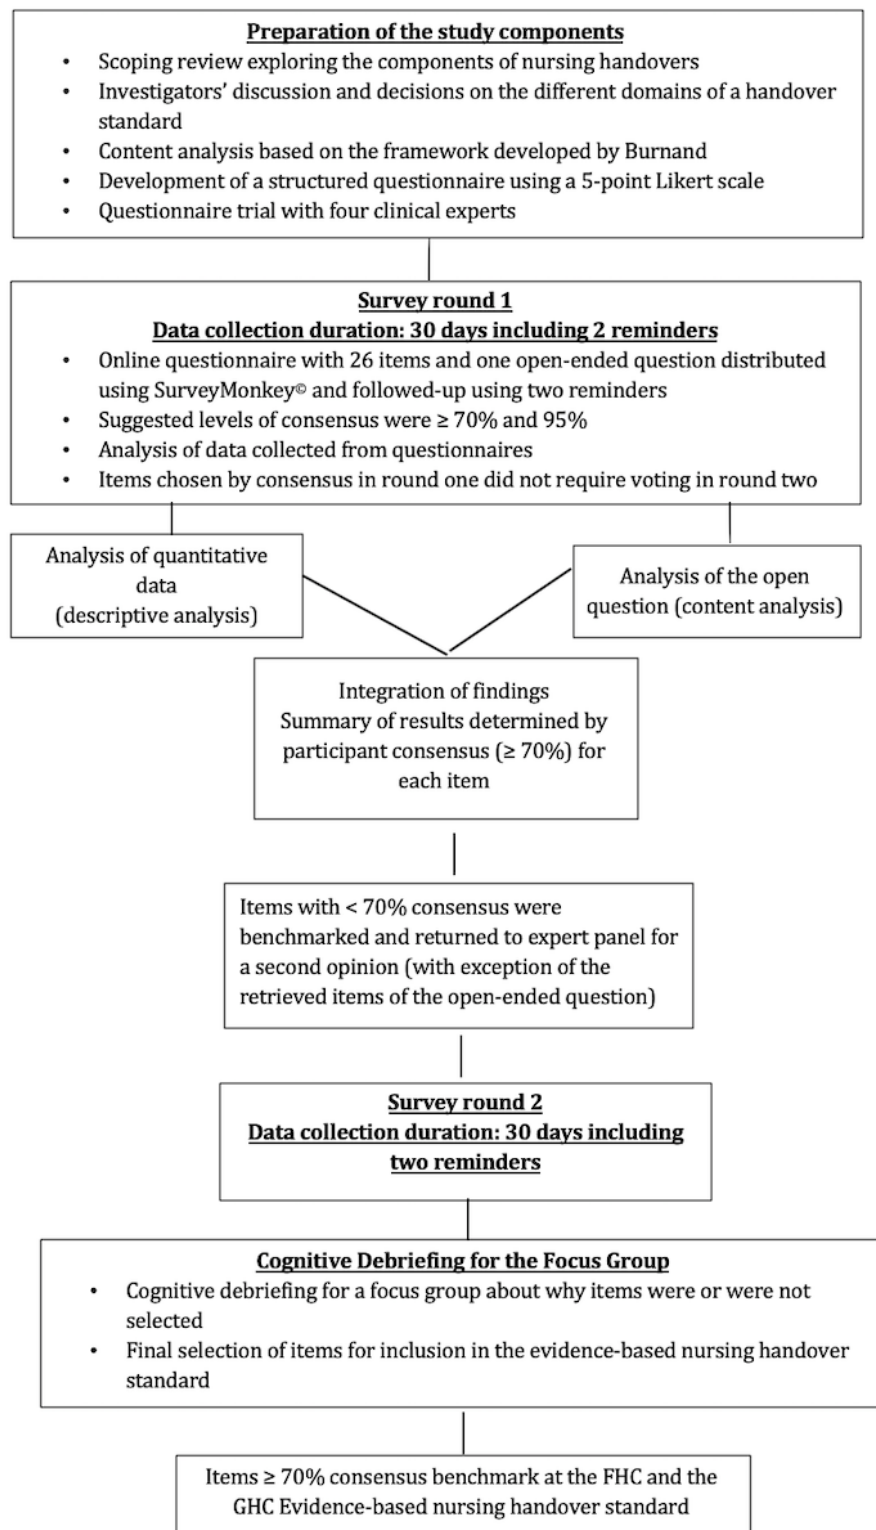 Preparation of the study components
• Scoping review exploring the components of nursing handovers
• Investigators' discussion and decisions on the different domains of a handover
standard
• Content analysis based on the framework developed by Burnand
• Development of a structured questionnaire using a 5-point Likert scale
• Questionnaire trial with four clinical experts
Survey round 1
Data collection duration: 30 days including 2 reminders
• Online questionnaire with 26 items and one open-ended question distributed
using SurveyMonkey© and followed-up using two reminders
• Suggested levels of consensus were ≥ 70% and 95%
• Analysis of data collected from questionnaires
• Items chosen by consensus in round one did not require voting in round two
Analysis of quantitative
data
(descriptive analysis)
Analysis of the open
question (content analysis)
Integration of findings
Summary of results determined by
participant consensus (≥ 70%) for
each item
Items with < 70% consensus were
benchmarked and returned to expert panel for
a second opinion (with exception of the
retrieved items of the open-ended question)
Survey round 2
Data collection duration: 30 days including
two reminders
Cognitive Debriefing for the Focus Group
• Cognitive debriefing for a focus group about why items were or were not
selected
• Final selection of items for inclusion in the evidence-based nursing handover
standard
Items ≥ 70% consensus benchmark at the FHC and the
GHC Evidence-based nursing handover standard